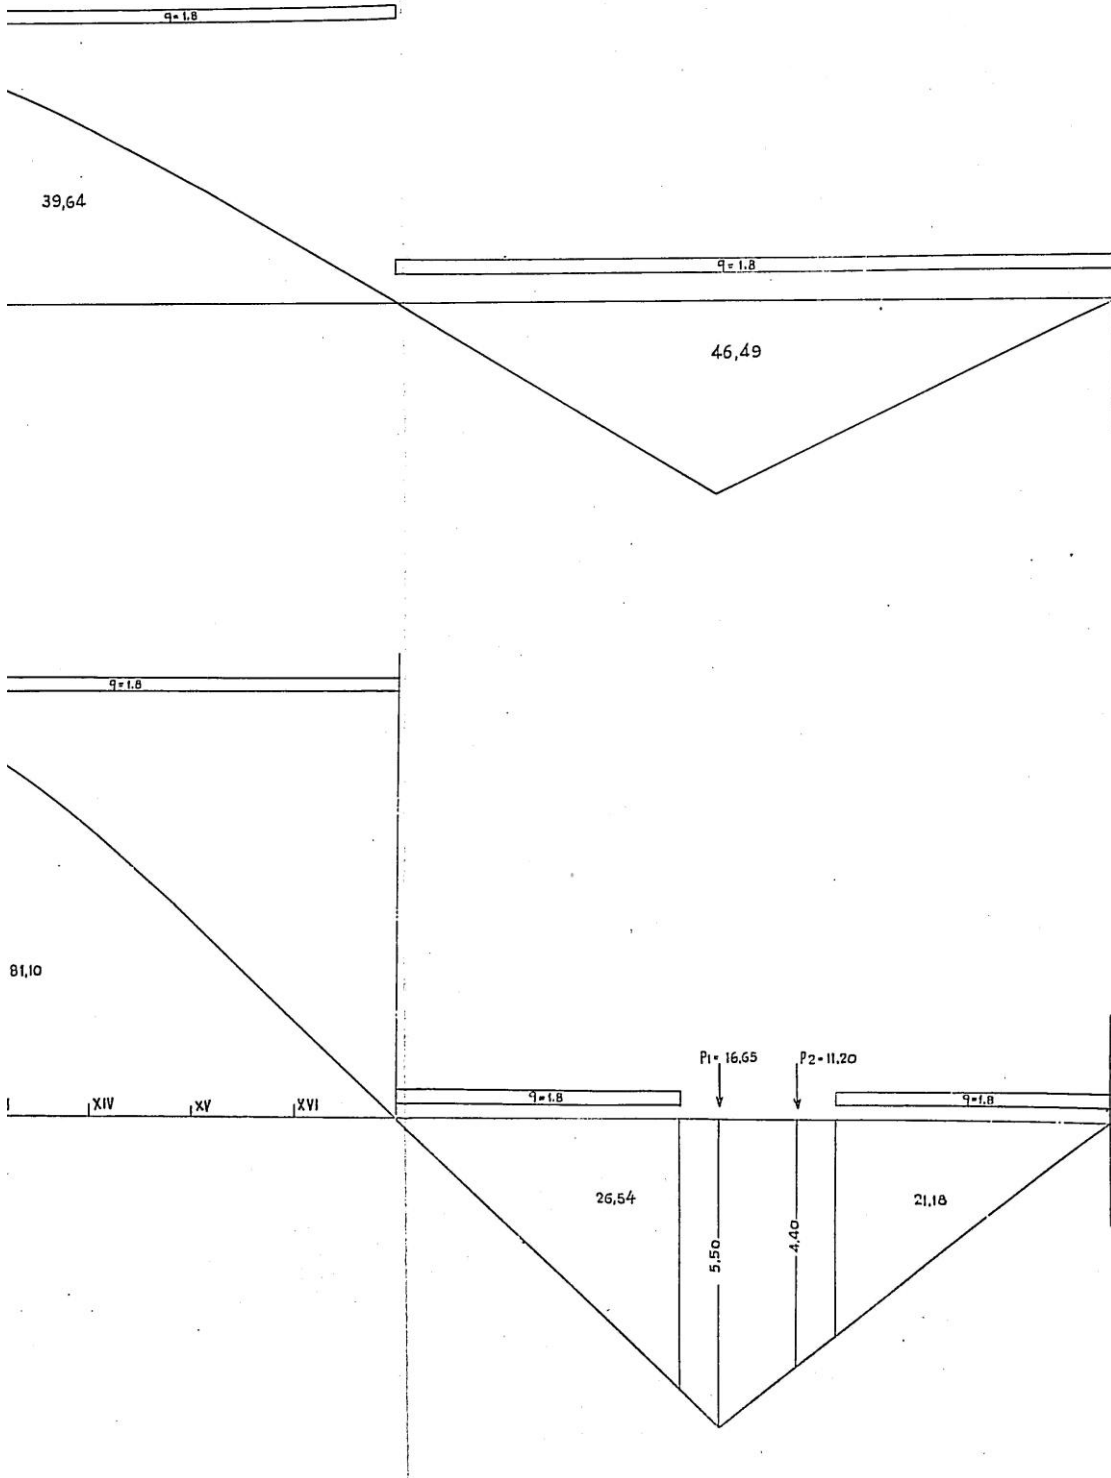 q=1.8
39,64
q=1.8
46,49
q=1.8
81,10
P1=16.65 P2=11.20
XIV XV XVI
q=1.8
q=1.8
26,54
21,18
5.50
4.40